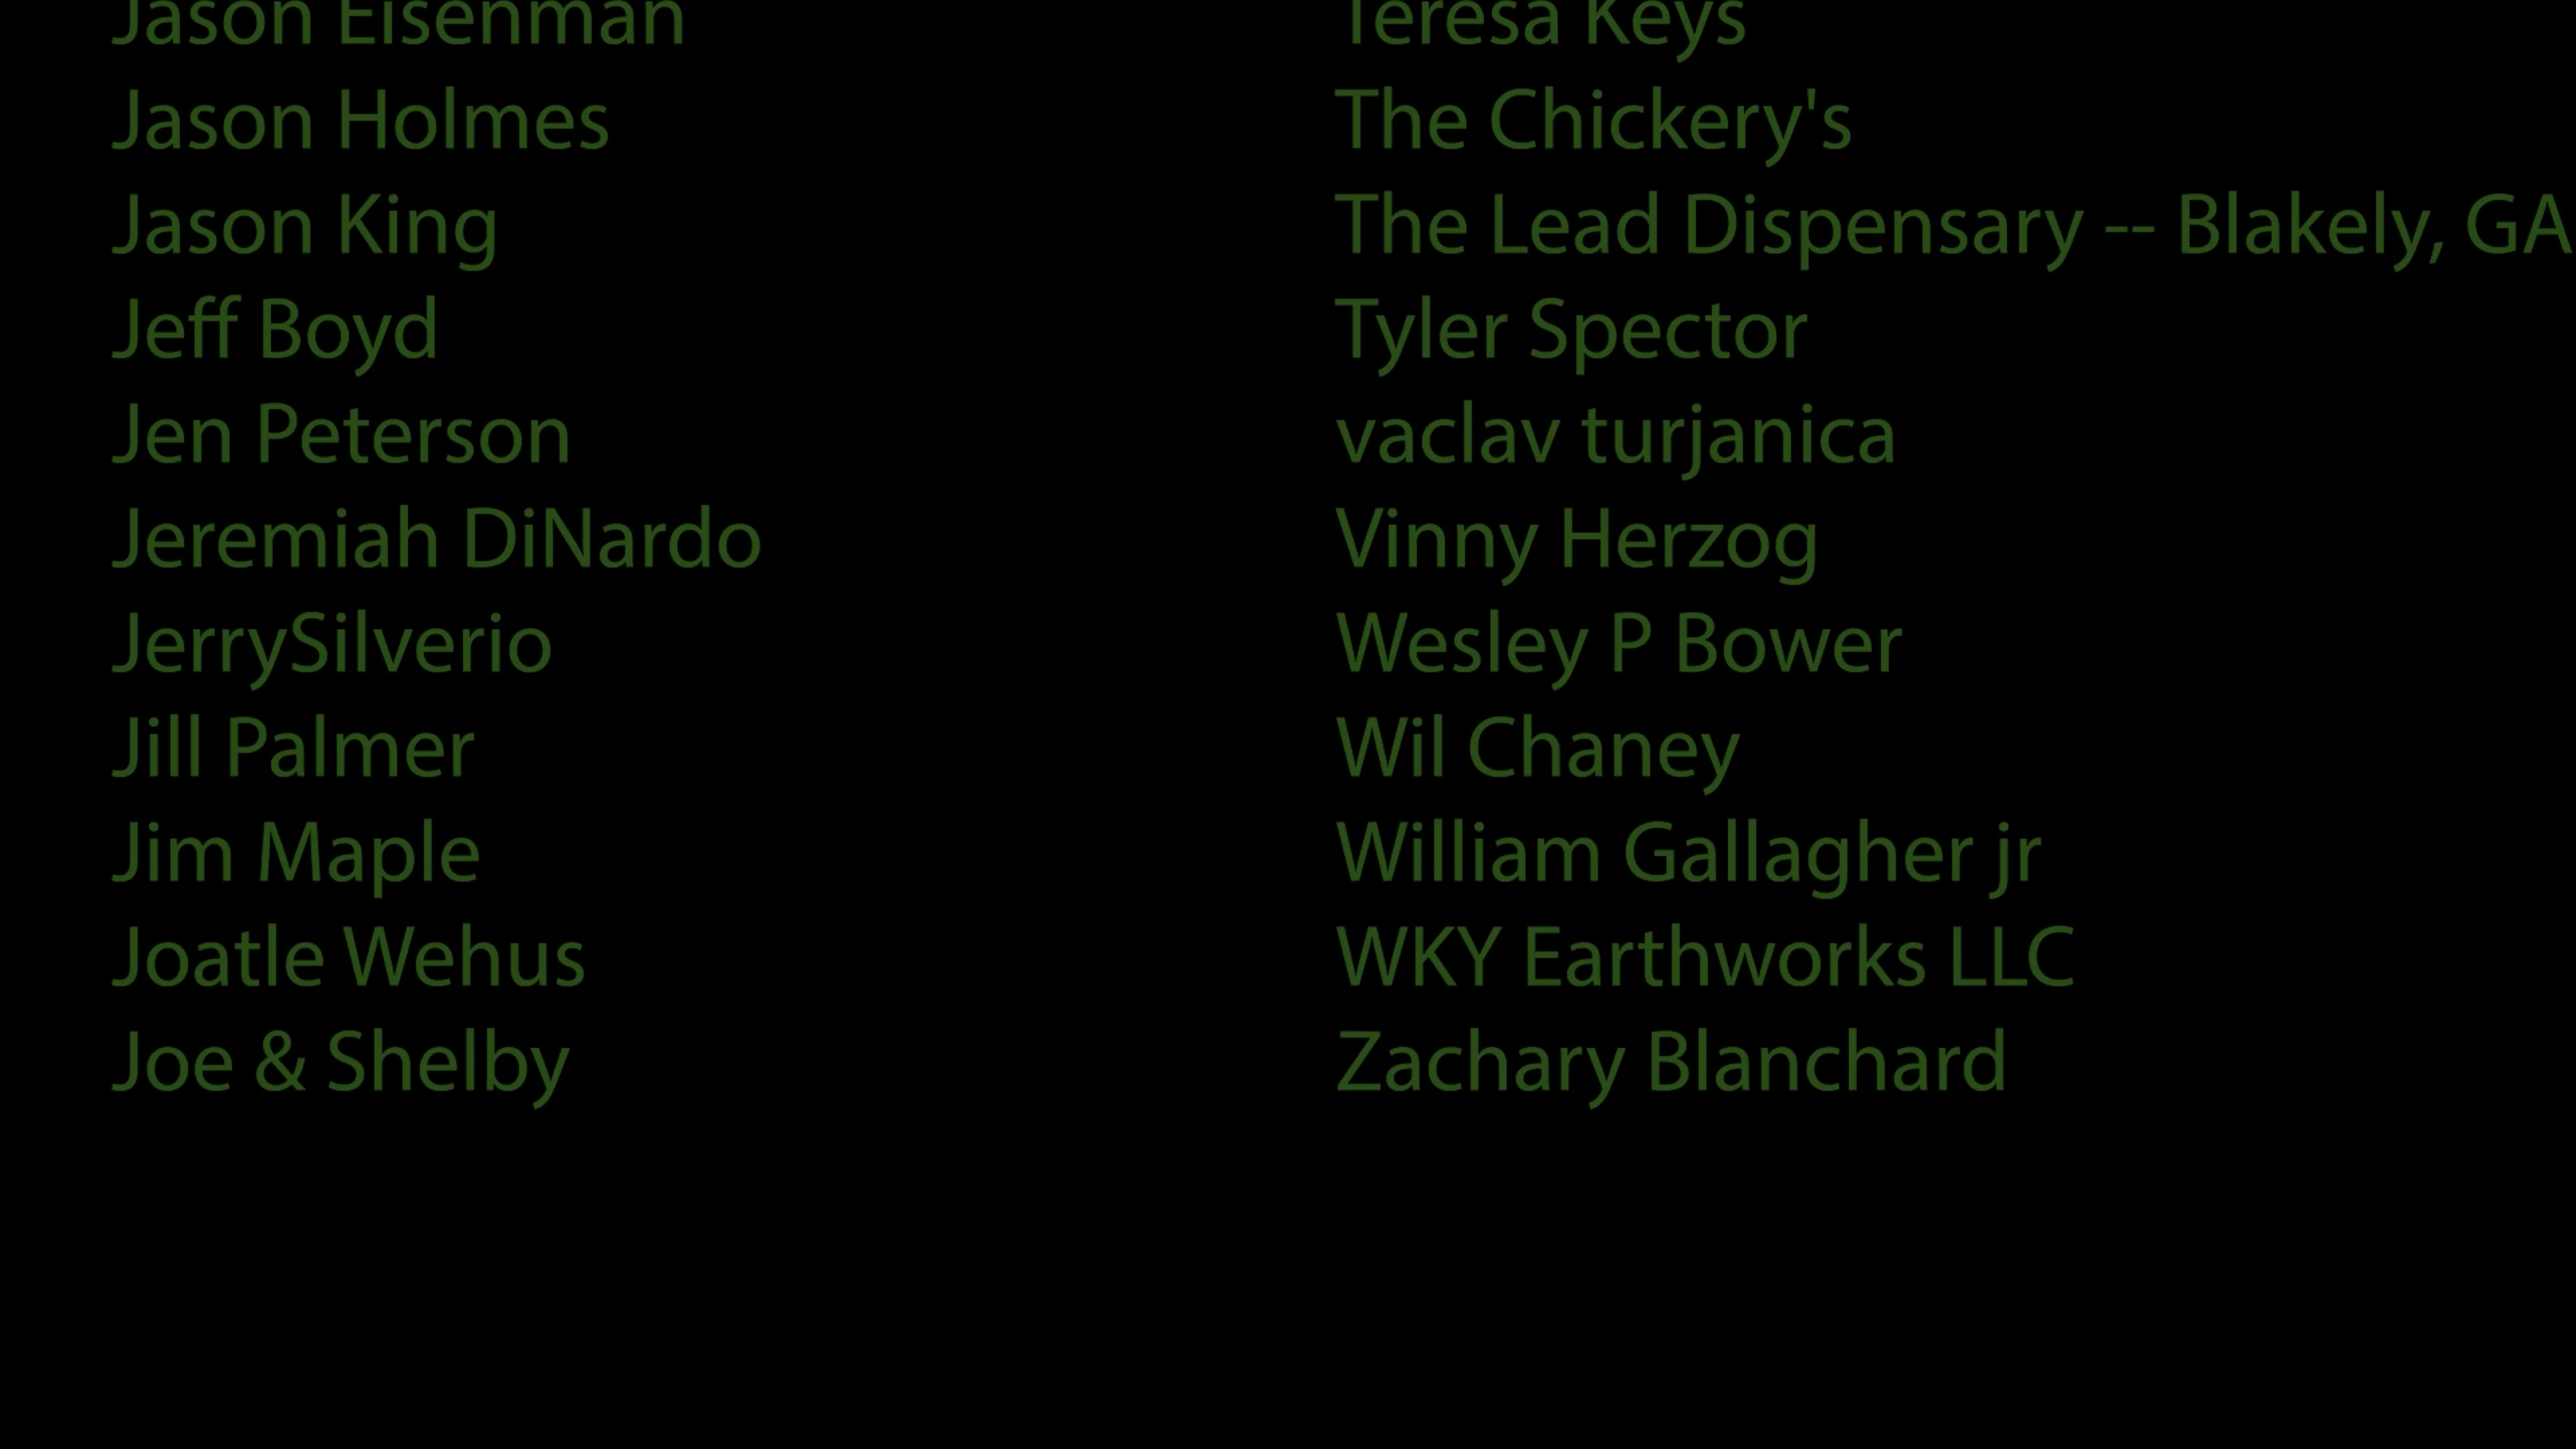 Jason Eisenman
Jason Holmes
Jason King
Jeff Boyd
Jen Peterson
Jeremiah DiNardo
JerrySilverio
Jill Palmer
Jim Maple
Joatle Wehus
Joe & Shelby
Teresa Keys
The Chickery's
The Lead Dispensary -- Blakely, GA
Tyler Spector
vaclav turjanica
Vinny Herzog
Wesley P Bower
Wil Chaney
William Gallagher jr
WKY Earthworks LLC
Zachary Blanchard